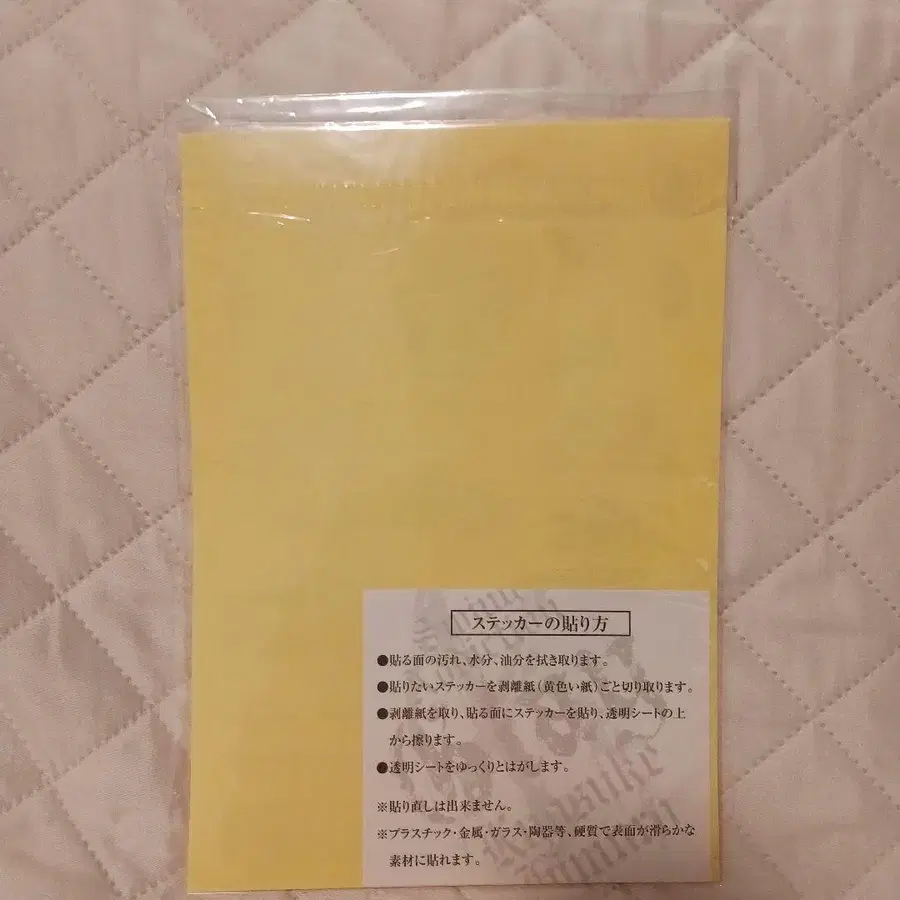 ステッカーの貼り方
●貼る面の汚れ、水分、油分を拭き取ります。
●貼りたいステッカーを剥離紙（黄色い紙）ごと切り取ります。
●剥離紙を取り、貼る面にステッカーを貼り、透明シートの上
から擦ります。
●透明シートをゆっくりとはがします。
※貼り直しは出来ません。
※プラスチック・金属・ガラス・陶器等、硬質で表面が滑らかな
素材に貼れます。